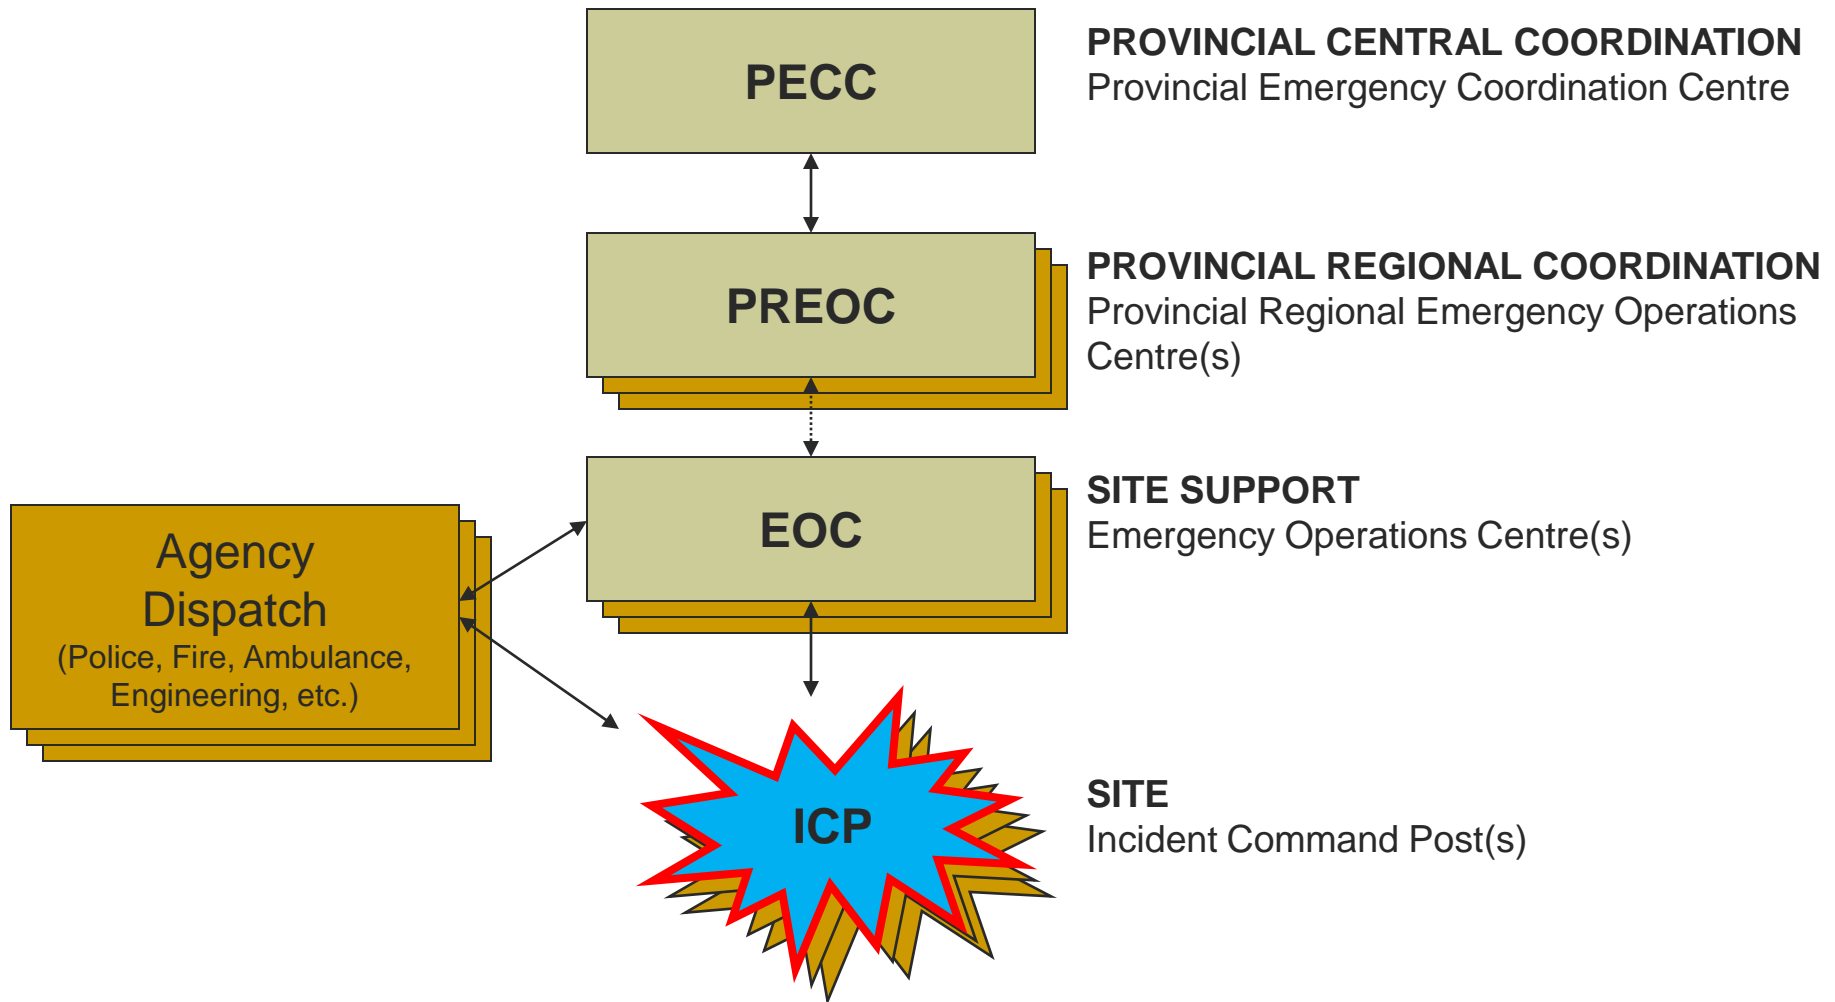 PECC
PROVINCIAL CENTRAL COORDINATION
Provincial Emergency Coordination Centre
PREOC
PROVINCIAL REGIONAL COORDINATION
Provincial Regional Emergency Operations
Centre(s)
EOC
SITE SUPPORT
Emergency Operations Centre(s)
Agency
Dispatch
(Police, Fire, Ambulance,
Engineering, etc.)
ICP
SITE
Incident Command Post(s)